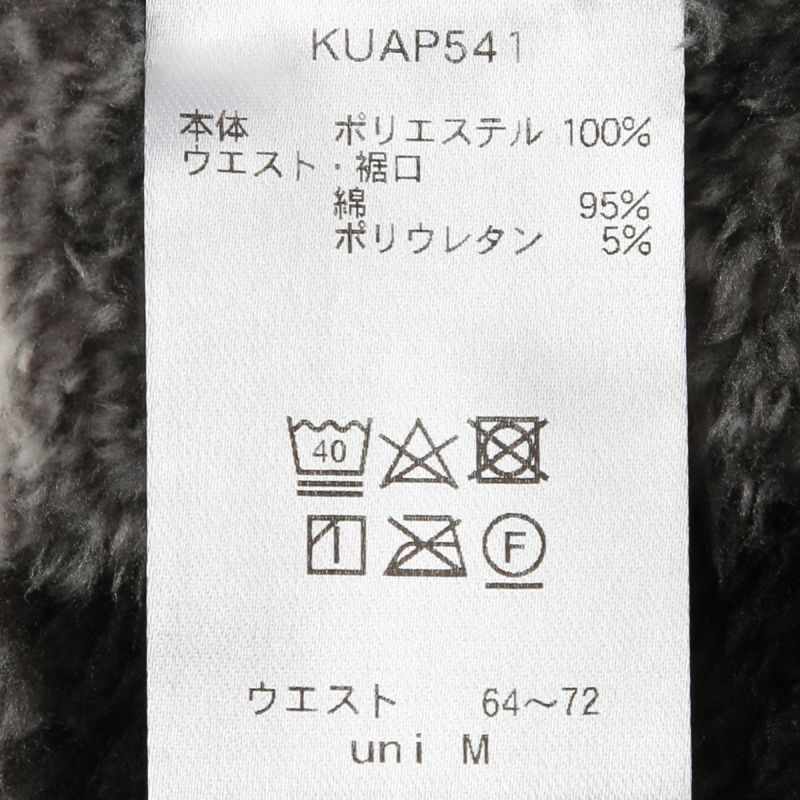 KUAP541
本体 ポリエステル 100%
ウエスト・裾口
綿 95%
ポリウレタン 5%
40
F
ウエスト 64～72
uni M